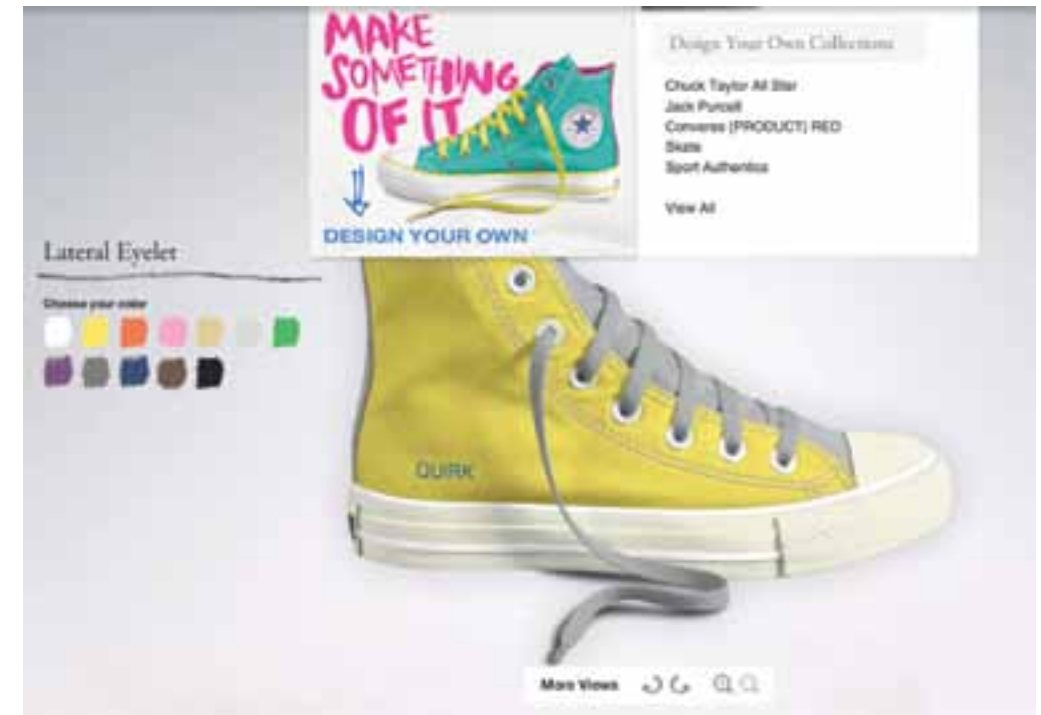 MAKE
SOMETHING
OF IT
DESIGN YOUR OWN
Design Your Own Collections
Chuck Taylor All Star
Jack Purcell
Converse (PRODUCT) RED
Skate
Sport Authentics
View All
Lateral Eyelet
Choose your color
QUIRK
More Views